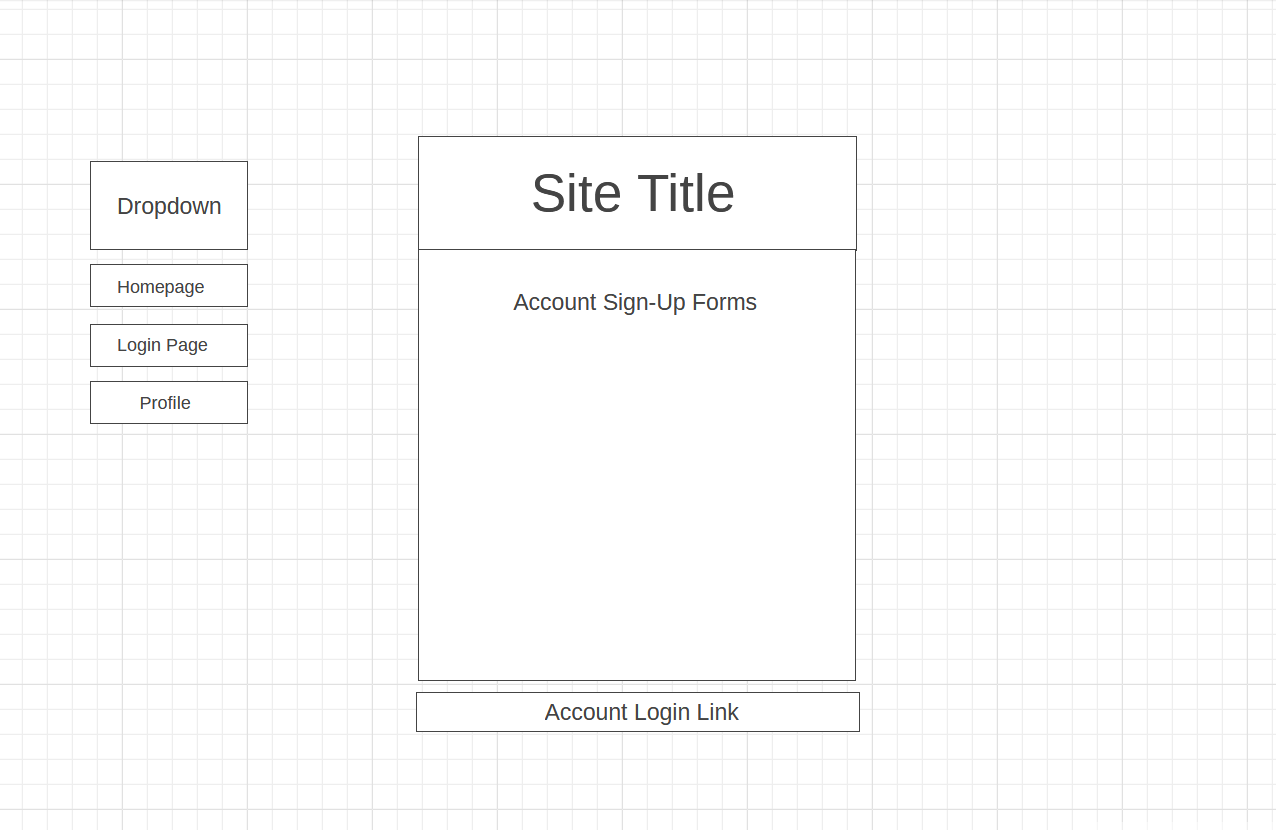 Dropdown
Homepage
Login Page
Profile
Site Title
Account Sign-Up Forms
Account Login Link